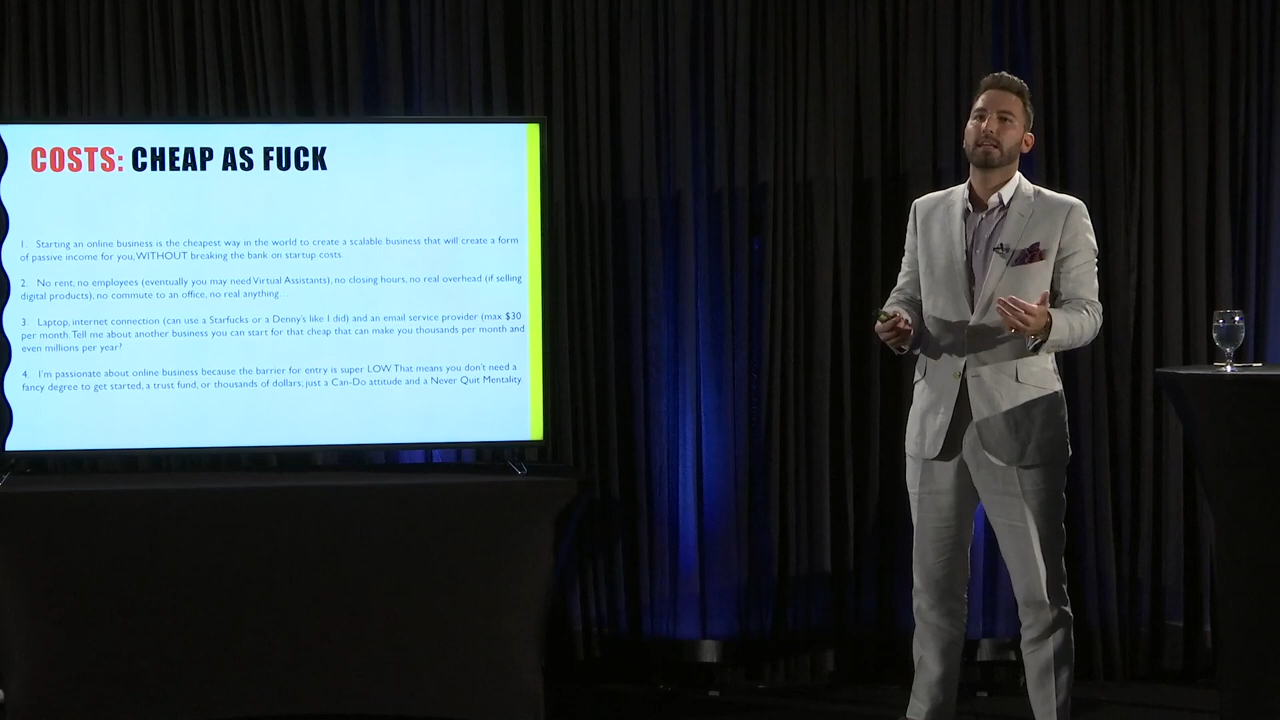 COSTS: CHEAP AS FUCK
1. Starting an online business is the cheapest way in the world to create a scalable business that will create a form
of passive income for you, WITHOUT breaking the bank on startup costs
2. No rent, no employees (eventually you may need Virtual Assistants), no closing hours, no real overhead (if selling
digital products), no commute to an office, no real anything…
3. Laptop, internet connection (can use a Starfucks or a Denny's like I did) and an email service provider (max $30
per month. Tell me about another business you can start for that cheap that can make you thousands per month and
even millions per year?
4. I'm passionate about online business because the barrier for entry is super LOW That means you don't need a
fancy degree to get started, a trust fund, or thousands of dollars; just a Can-Do attitude and a Never Quit Mentality